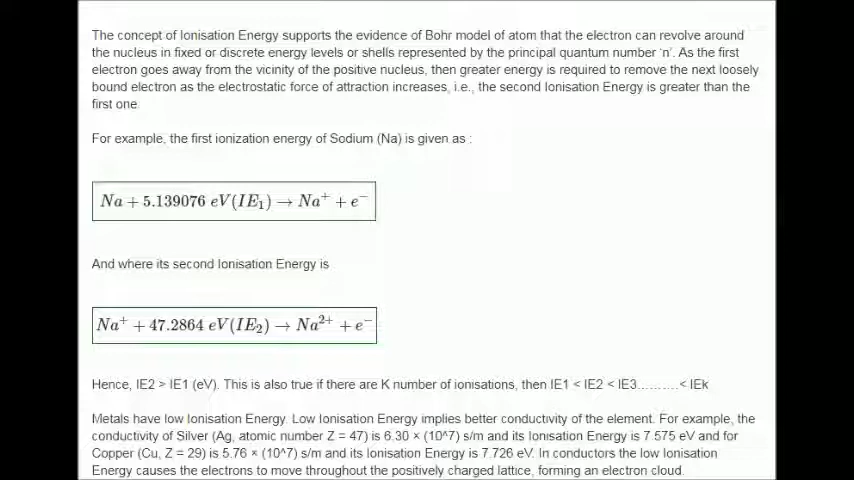 The concept of Ionisation Energy supports the evidence of Bohr model of atom that the electron can revolve around
the nucleus in fixed or discrete energy levels or shells represented by the principal quantum number 'n'. As the first
electron goes away from the vicinity of the positive nucleus, then greater energy is required to remove the next loosely
bound electron as the electrostatic force of attraction increases, i.e., the second Ionisation Energy is greater than the
first one.
For example, the first ionization energy of Sodium (Na) is given as :
Na + 5.139076 eV(IE₁) → Na⁺ + e⁻
And where its second Ionisation Energy is
Na⁺ + 47.2864 eV(IE₂) → Na²⁺ + e⁻
Hence, IE2 > IE1 (eV). This is also true if there are K number of ionisations, then IE1 < IE2 < IE3.......... < IEk
Metals have low Ionisation Energy. Low Ionisation Energy implies better conductivity of the element. For example, the
conductivity of Silver (Ag, atomic number Z = 47) is 6.30 × (10^7) s/m and its Ionsation Energy is 7.575 eV and for
Copper (Cu, Z = 29) is 5.76 × (10^7) s/m and its Ionisation Energy is 7.726 eV. In conductors the low Ionisation
Energy causes the electrons to move throughout the positively charged lattice, forming an electron cloud.